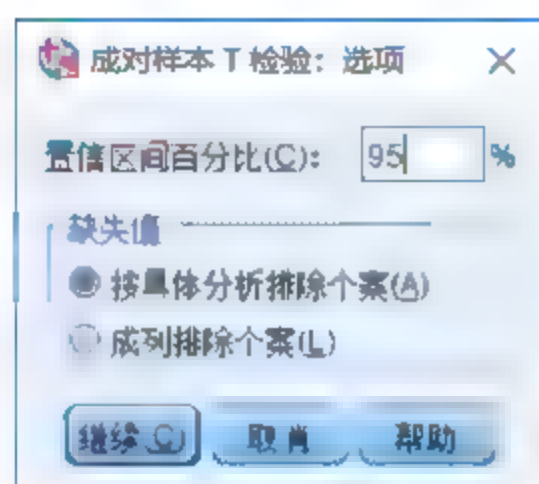 成对样本 T 检验：选项
置信区间百分比(C)： 95 %
缺失值
按具体分析排除个案(A)
成列排除个案(L)
继续(C) 取消 帮助